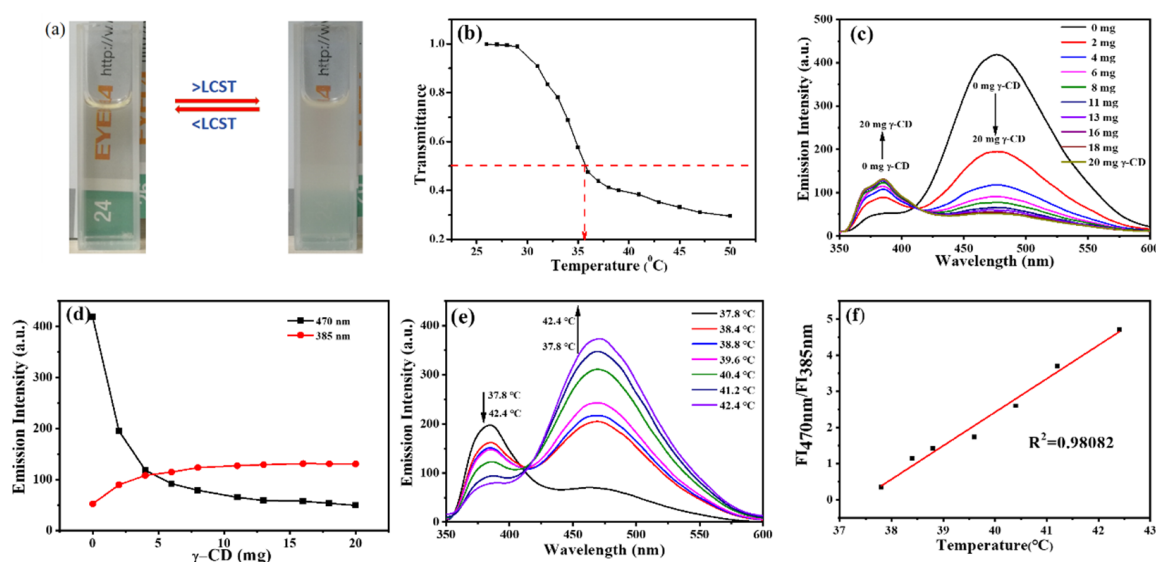 (a)
http://w
EYEL4
24
>LCST
<LCST
http://w
4
(b)
Transmittance
1.0
0.8
0.6
0.4
0.2
25 30 35 40 45 50
Temperature (⁰C)
(c)
Emission Intensity (a.u.)
500
400
300
200
100
0
350 400 450 500 550 600
Wavelength (nm)
0 mg γ-CD
20 mg γ-CD
20 mg γ-CD
0 mg γ-CD
0 mg
2 mg
4 mg
6 mg
8 mg
11 mg
13 mg
16 mg
18 mg
20 mg γ-CD
(d)
Emission Intensity (a.u.)
400
300
200
100
0
0 5 10 15 20
γ-CD (mg)
470 nm
385 nm
(e)
Emission Intensity (a.u.)
400
300
200
100
0
350 400 450 500 550 600
Wavelength (nm)
42.4 °C
37.8 °C
37.8 °C
42.4 °C
37.8 °C
38.4 °C
38.8 °C
39.6 °C
40.4 °C
41.2 °C
42.4 °C
(f)
FI470nm/FI385nm
5
4
3
2
1
0
37 38 39 40 41 42 43
Temperature(°C)
R²=0.98082